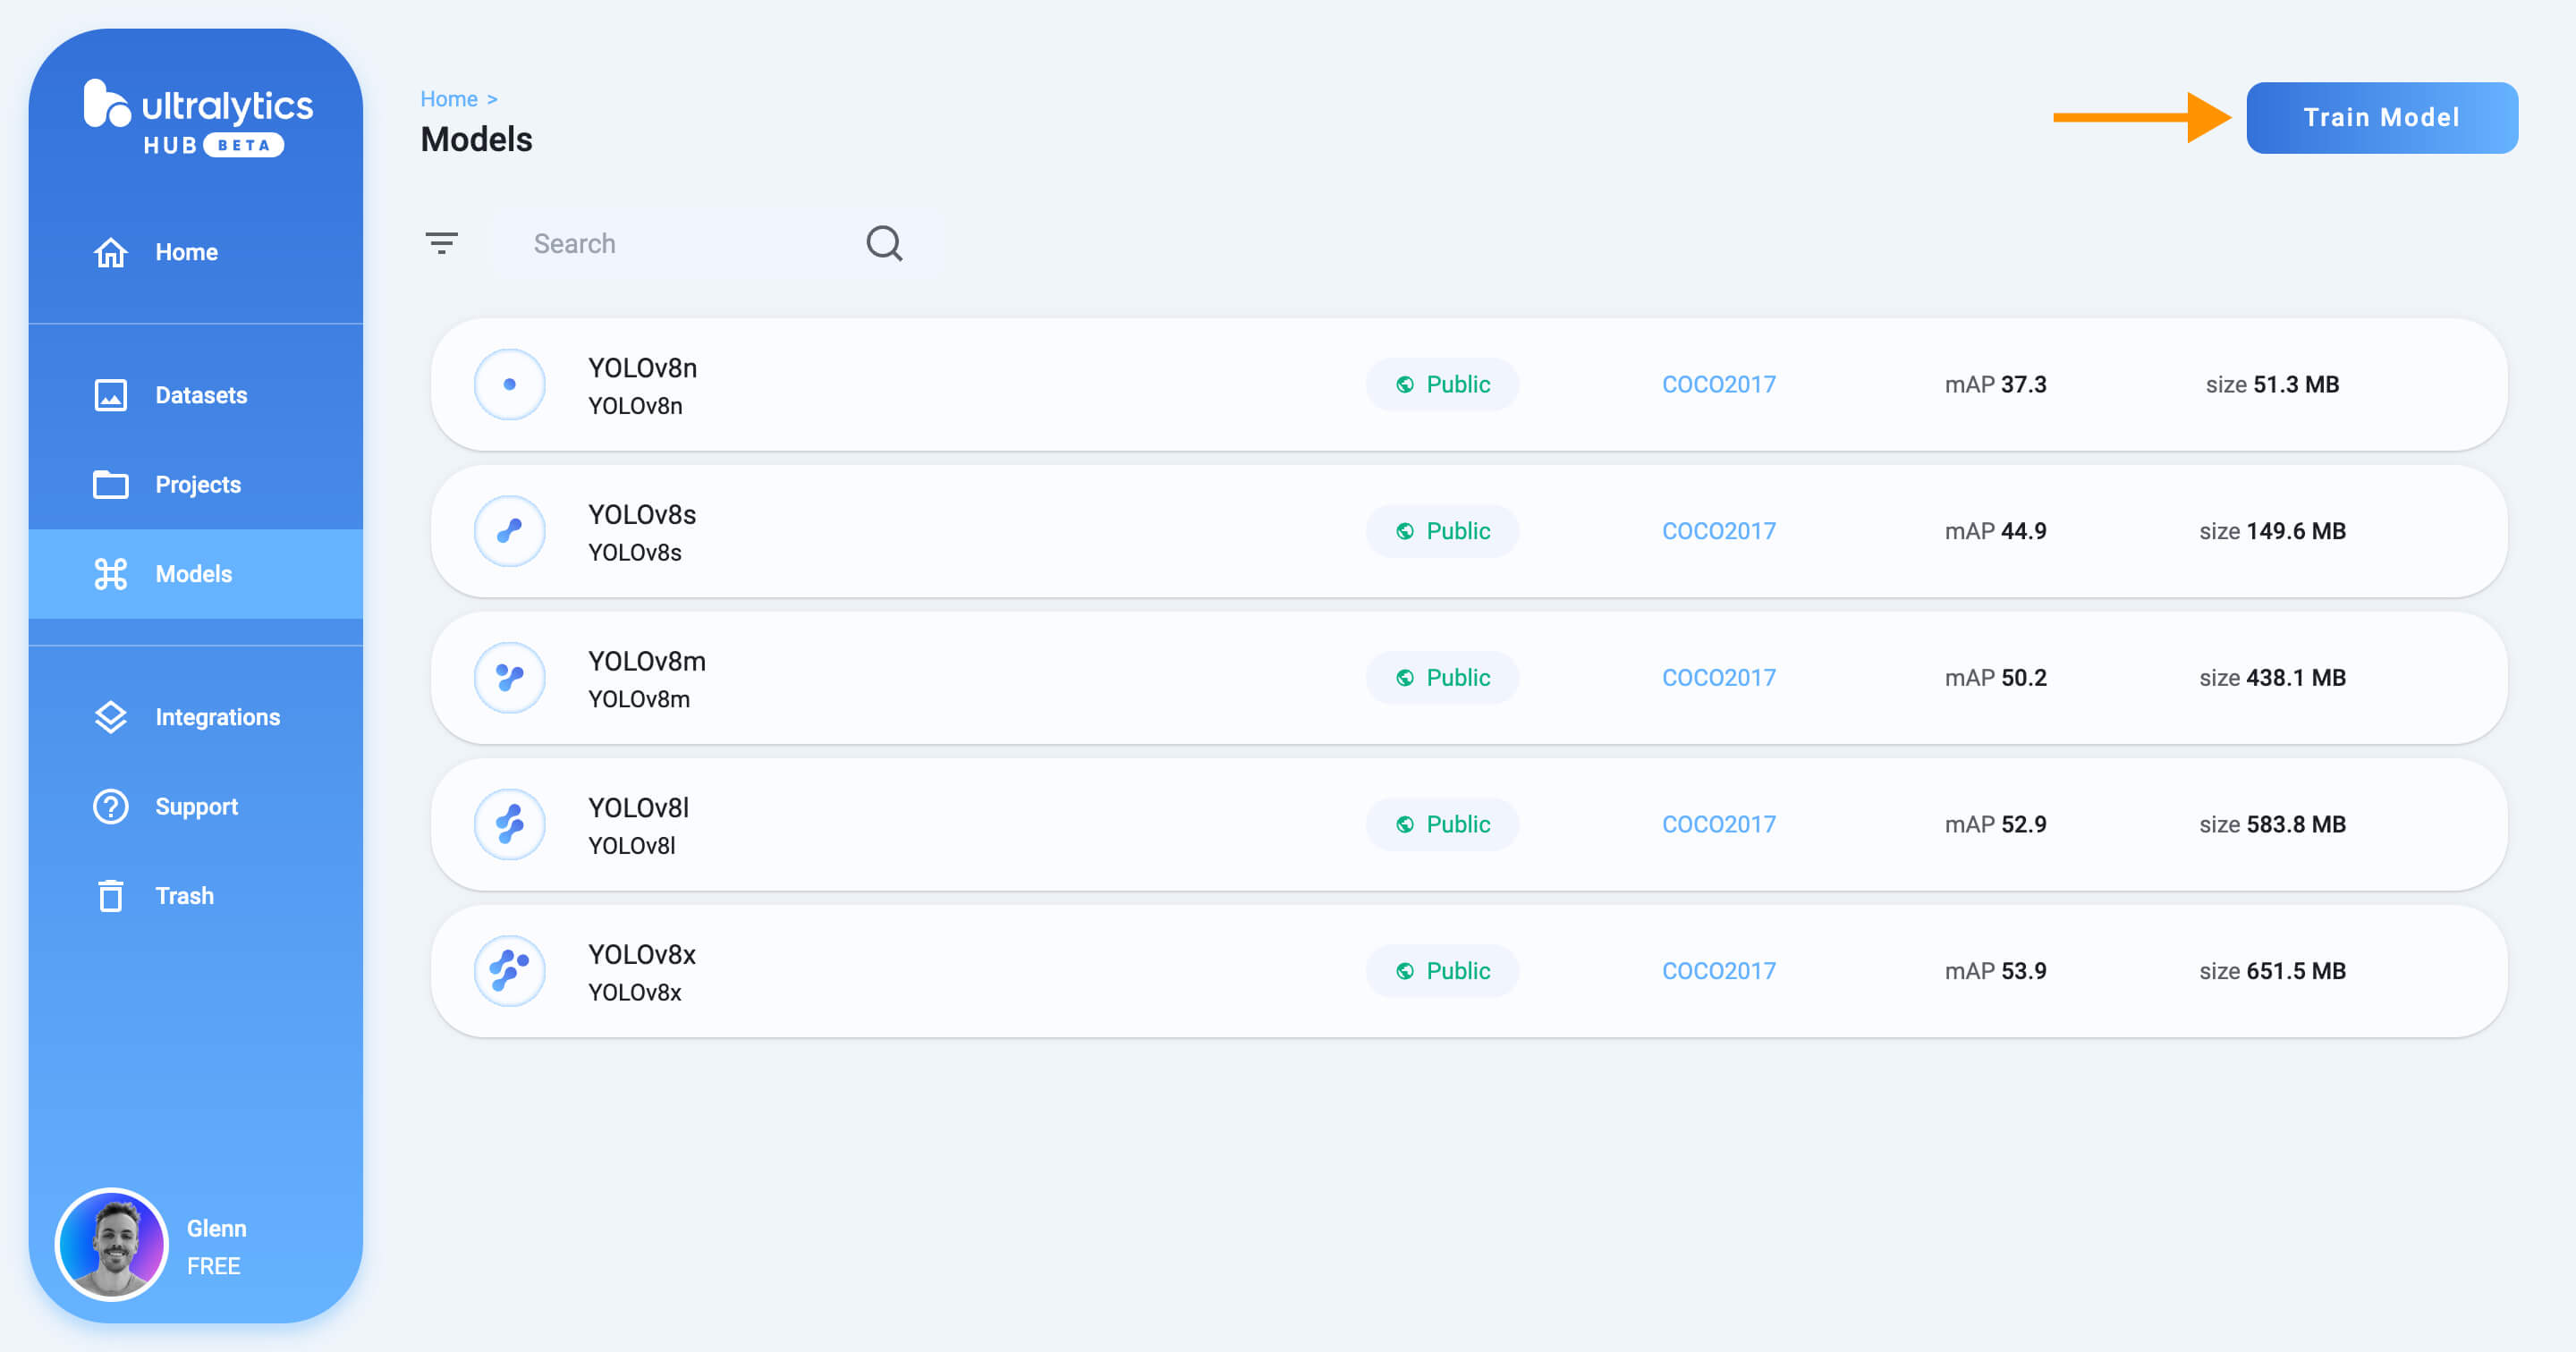 ultralytics
HUB BETA
Home
Datasets
Projects
Models
Integrations
Support
Trash
Glenn
FREE
Home >
Models
Train Model
Search
YOLOv8n
YOLOv8n
Public
COCO2017
mAP 37.3
size 51.3 MB
YOLOv8s
YOLOv8s
Public
COCO2017
mAP 44.9
size 149.6 MB
YOLOv8m
YOLOv8m
Public
COCO2017
mAP 50.2
size 438.1 MB
YOLOv8l
YOLOv8l
Public
COCO2017
mAP 52.9
size 583.8 MB
YOLOv8x
YOLOv8x
Public
COCO2017
mAP 53.9
size 651.5 MB